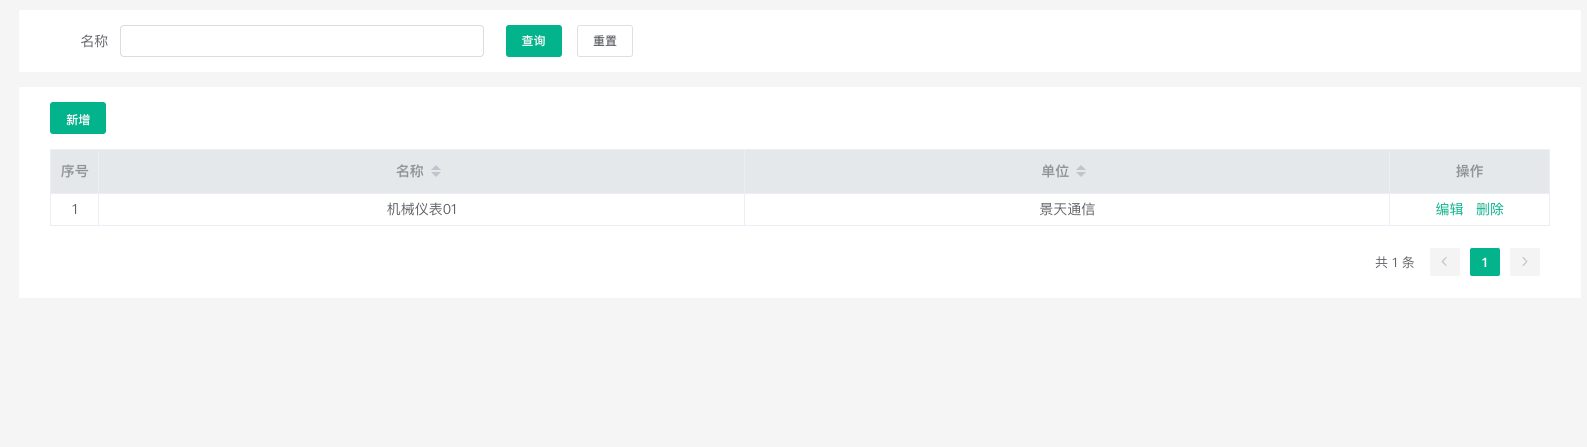 名称 查询 重置
新增
序号 名称 单位 操作
1 机械仪表01 景天通信 编辑 删除
共 1 条 1